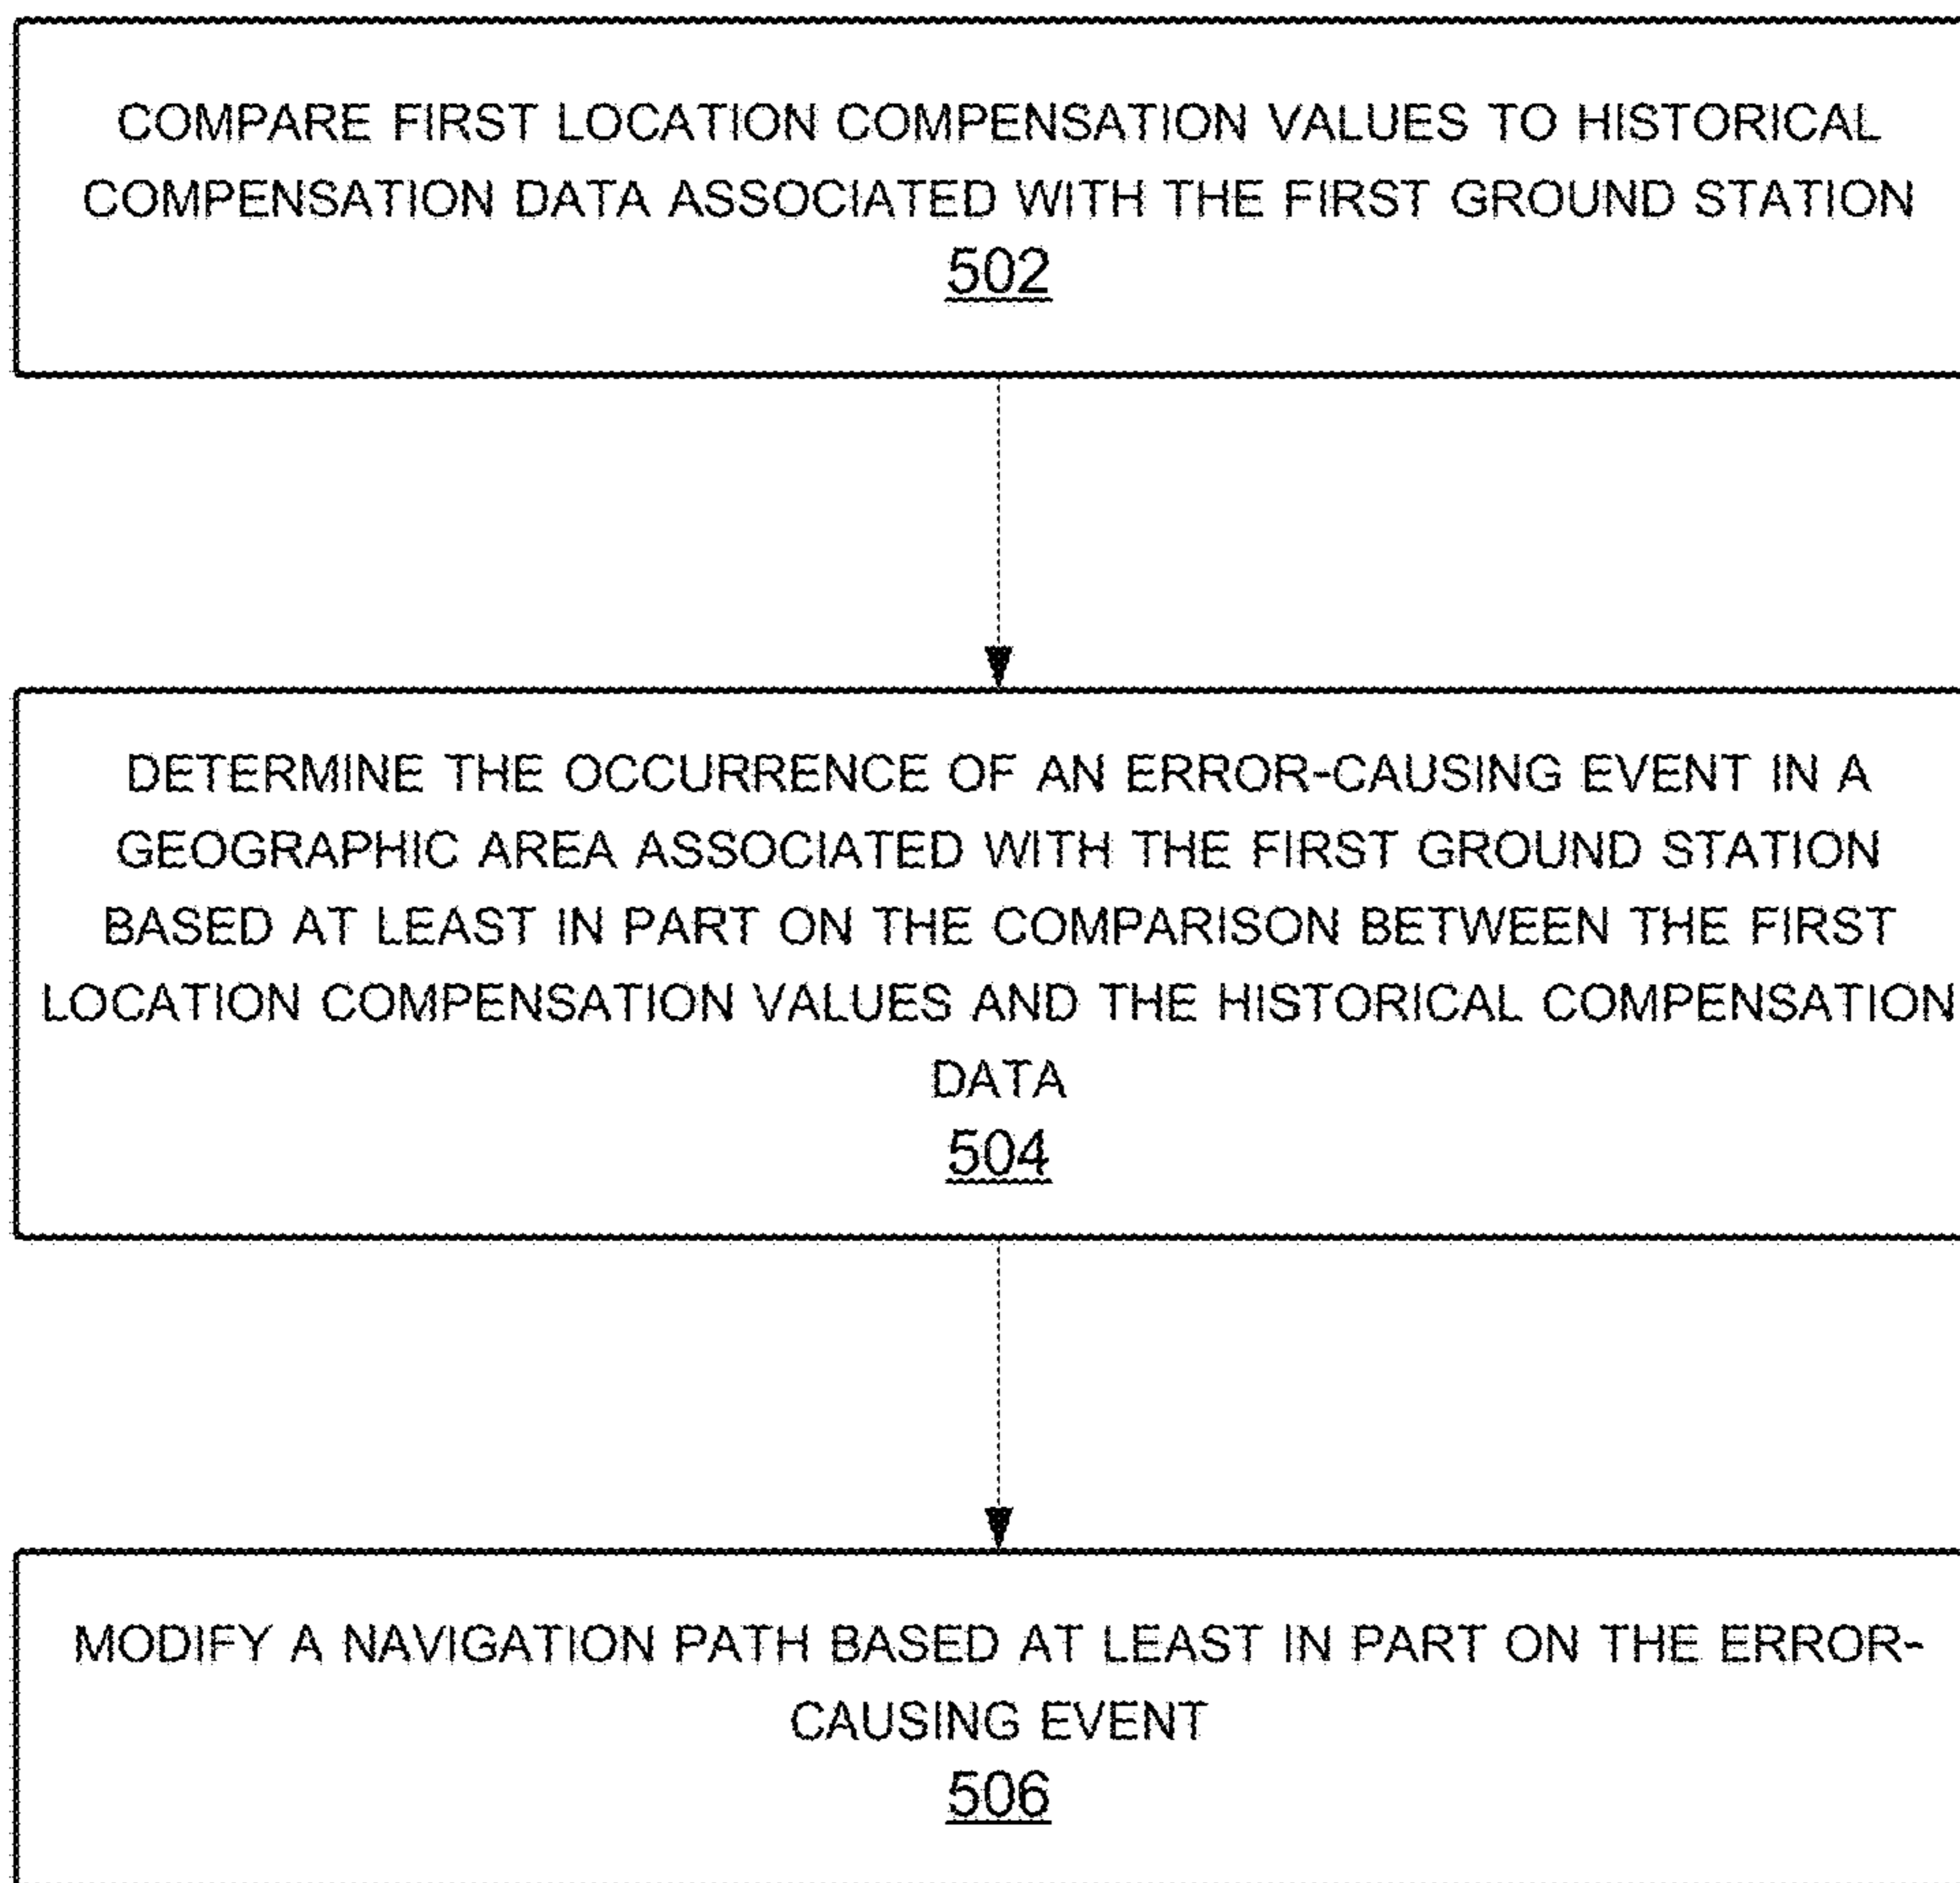 COMPARE FIRST LOCATION COMPENSATION VALUES TO HISTORICAL
COMPENSATION DATA ASSOCIATED WITH THE FIRST GROUND STATION
502
DETERMINE THE OCCURRENCE OF AN ERROR-CAUSING EVENT IN A
GEOGRAPHIC AREA ASSOCIATED WITH THE FIRST GROUND STATION
BASED AT LEAST IN PART ON THE COMPARISON BETWEEN THE FIRST
LOCATION COMPENSATION VALUES AND THE HISTORICAL COMPENSATION
DATA
504
MODIFY A NAVIGATION PATH BASED AT LEAST IN PART ON THE ERROR-
CAUSING EVENT
506